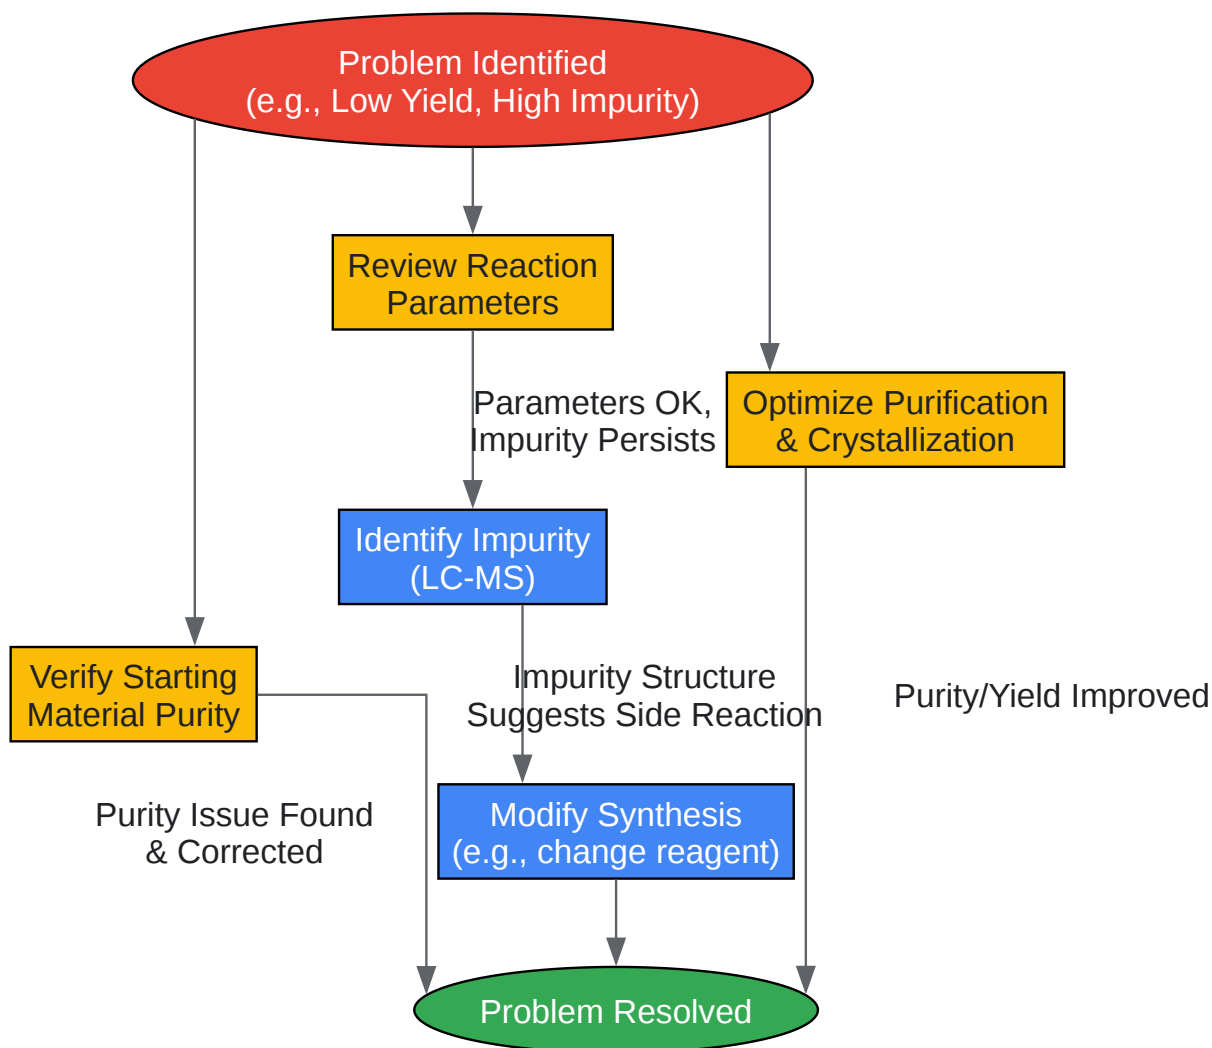 Problem Identified
(e.g., Low Yield, High Impurity)
Review Reaction
Parameters
Parameters OK,
Impurity Persists
Optimize Purification
& Crystallization
Identify Impurity
(LC-MS)
Verify Starting
Material Purity
Impurity Structure
Suggests Side Reaction
Purity/Yield Improved
Purity Issue Found
& Corrected
Modify Synthesis
(e.g., change reagent)
Problem Resolved